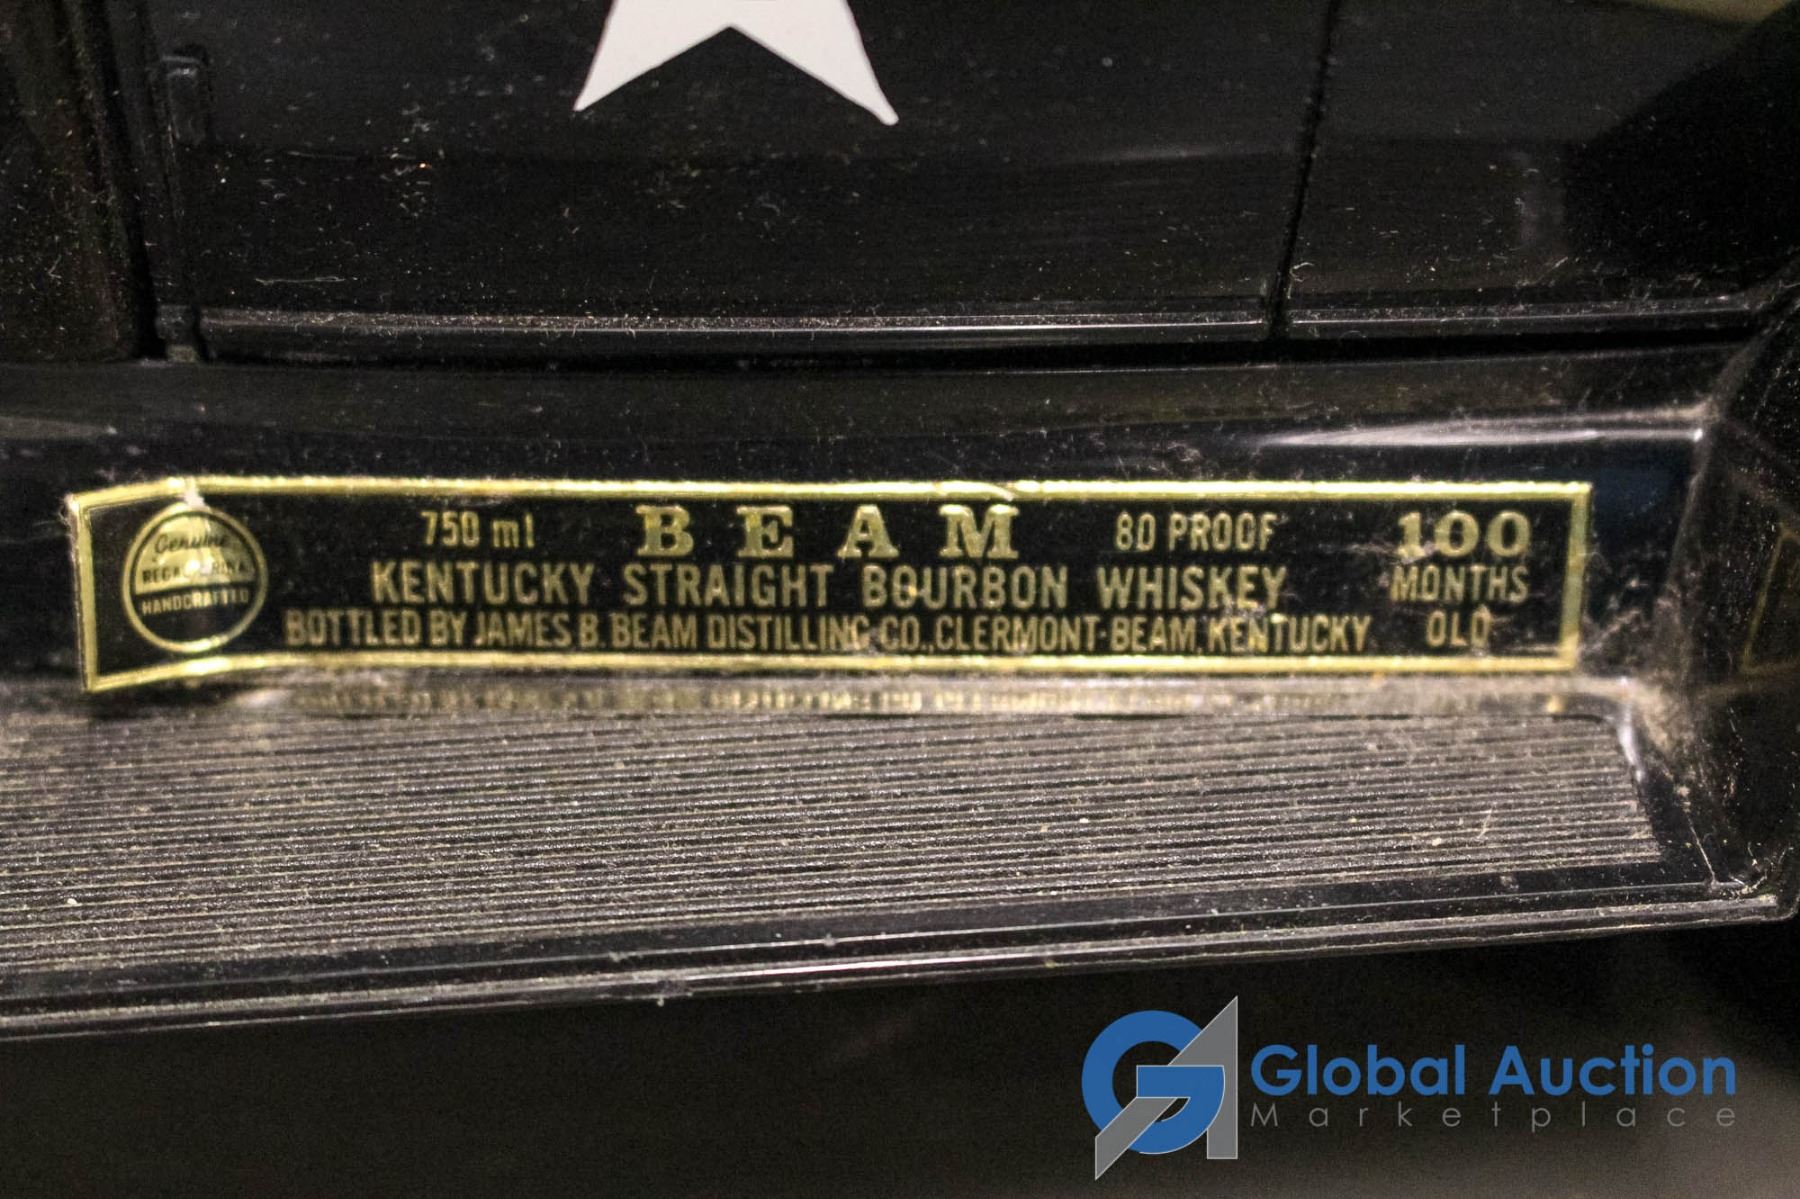 Genuine
HANDCRAFTED
750 ml BEAM 80 PROOF
KENTUCKY STRAIGHT BOURBON WHISKEY
BOTTLED BY JAMES B. BEAM DISTILLING CO., CLERMONT-BEAM, KENTUCKY
100
MONTHS
OLD
Global Auction
Marketplace